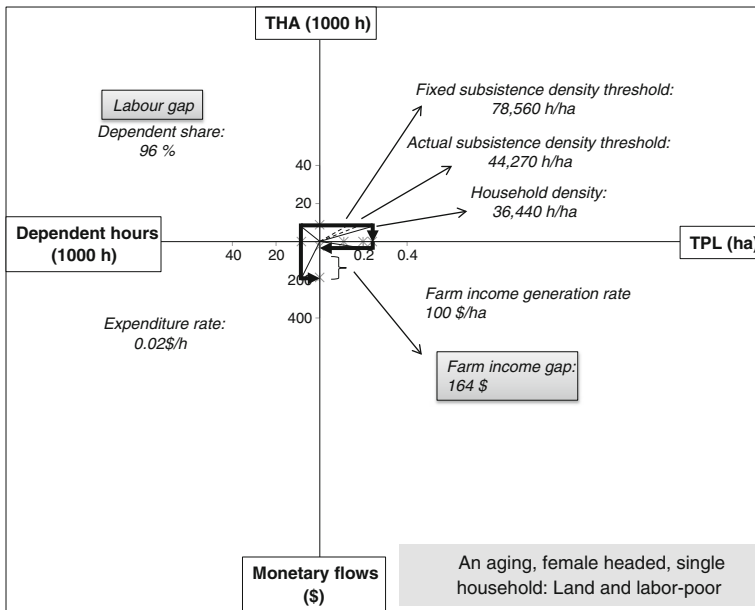 THA (1000 h)
Fixed subsistence density threshold:
78,560 h/ha
Labour gap
Dependent share:
96 %
Actual subsistence density threshold:
44,270 h/ha
40
20
Household density:
36,440 h/ha
Dependent hours
(1000 h)
TPL (ha)
40
20
0.2
0.4
200
400
Farm income generation rate
100 $/ha
Expenditure rate:
0.02$/h
Farm income gap:
164 $
Monetary flows
($)
An aging, female headed, single
household: Land and labor-poor